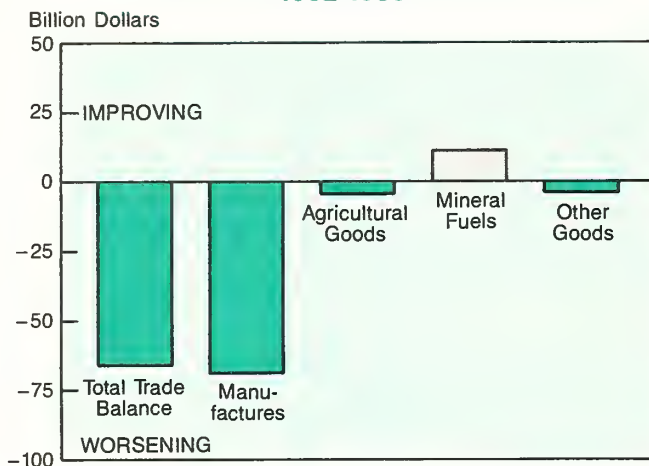 Billion Dollars
50
25
IMPROVING
0
Agricultural
Goods
Mineral
Fuels
Other
Goods
−25
−50
−75
Total Trade
Balance
Manu-
factures
−100
WORSENING